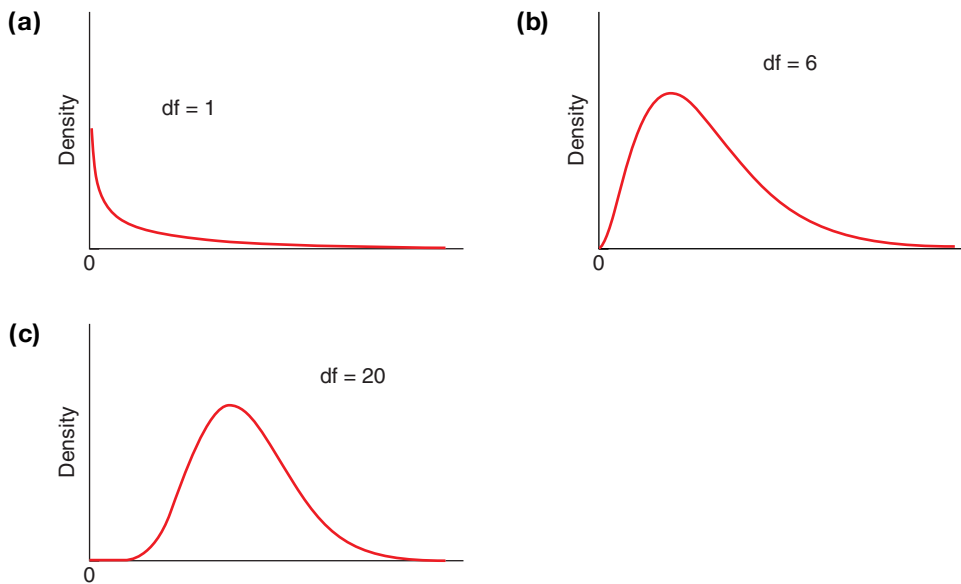 (a)
Density
df = 1
0
(b)
Density
df = 6
0
(c)
Density
df = 20
0